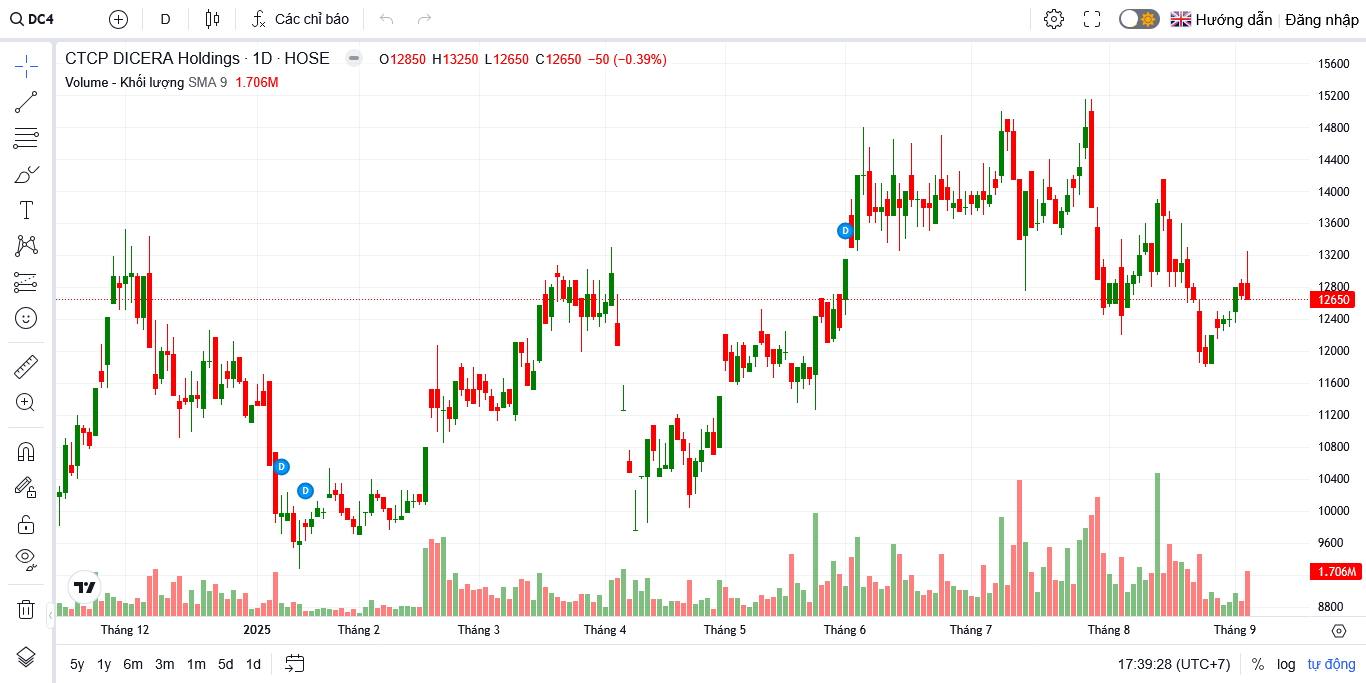 DC4 D Các chỉ báo Hướng dẫn Đăng nhập
CTCP DICERA Holdings · 1D · HOSE O12850 H13250 L12650 C12650 −50 (−0.39%)
Volume - Khối lượng SMA 9 1.706M
15600
15200
14800
14400
14000
13600
13200
12800
12650
12400
12000
11600
11200
10800
10400
10000
9600
1.706M
8800
D
D
D
Tháng 12 2025 Tháng 2 Tháng 3 Tháng 4 Tháng 5 Tháng 6 Tháng 7 Tháng 8 Tháng 9
5y 1y 6m 3m 1m 5d 1d 17:39:28 (UTC+7) % log tự động